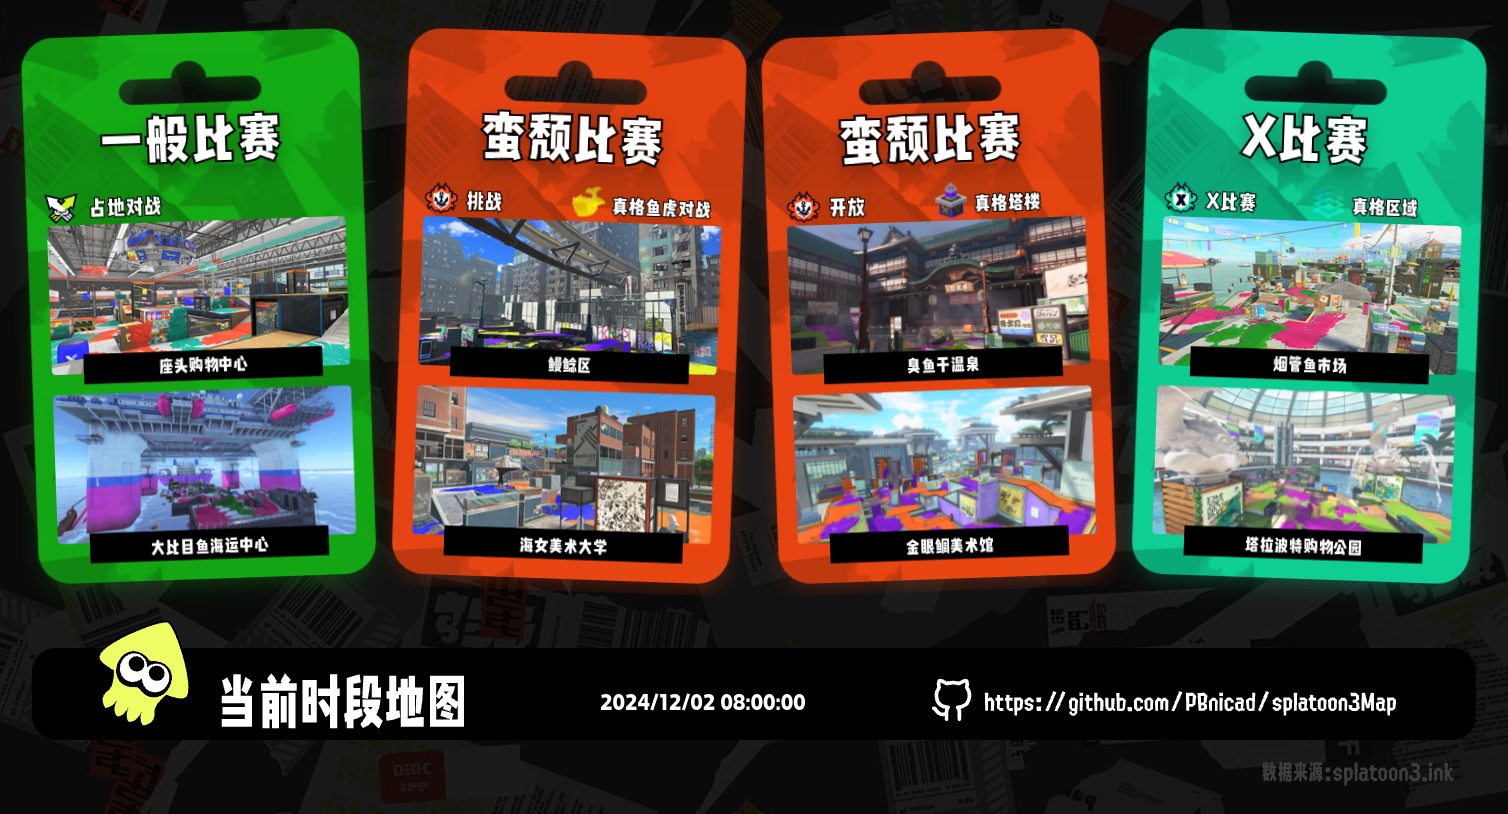 一般比赛
占地对战
座头购物中心
大比目鱼海运中心
蛮颓比赛
挑战
真格鱼虎对战
鳗鲶区
海女美术大学
蛮颓比赛
开放
真格塔楼
臭鱼干温泉
金眼鲷美术馆
X比赛
X比赛
真格区域
烟管鱼市场
塔拉波特购物公园
当前时段地图
2024/12/02 08:00:00
https://github.com/PBnicad/splatoon3Map
数据来源:splatoon3.ink